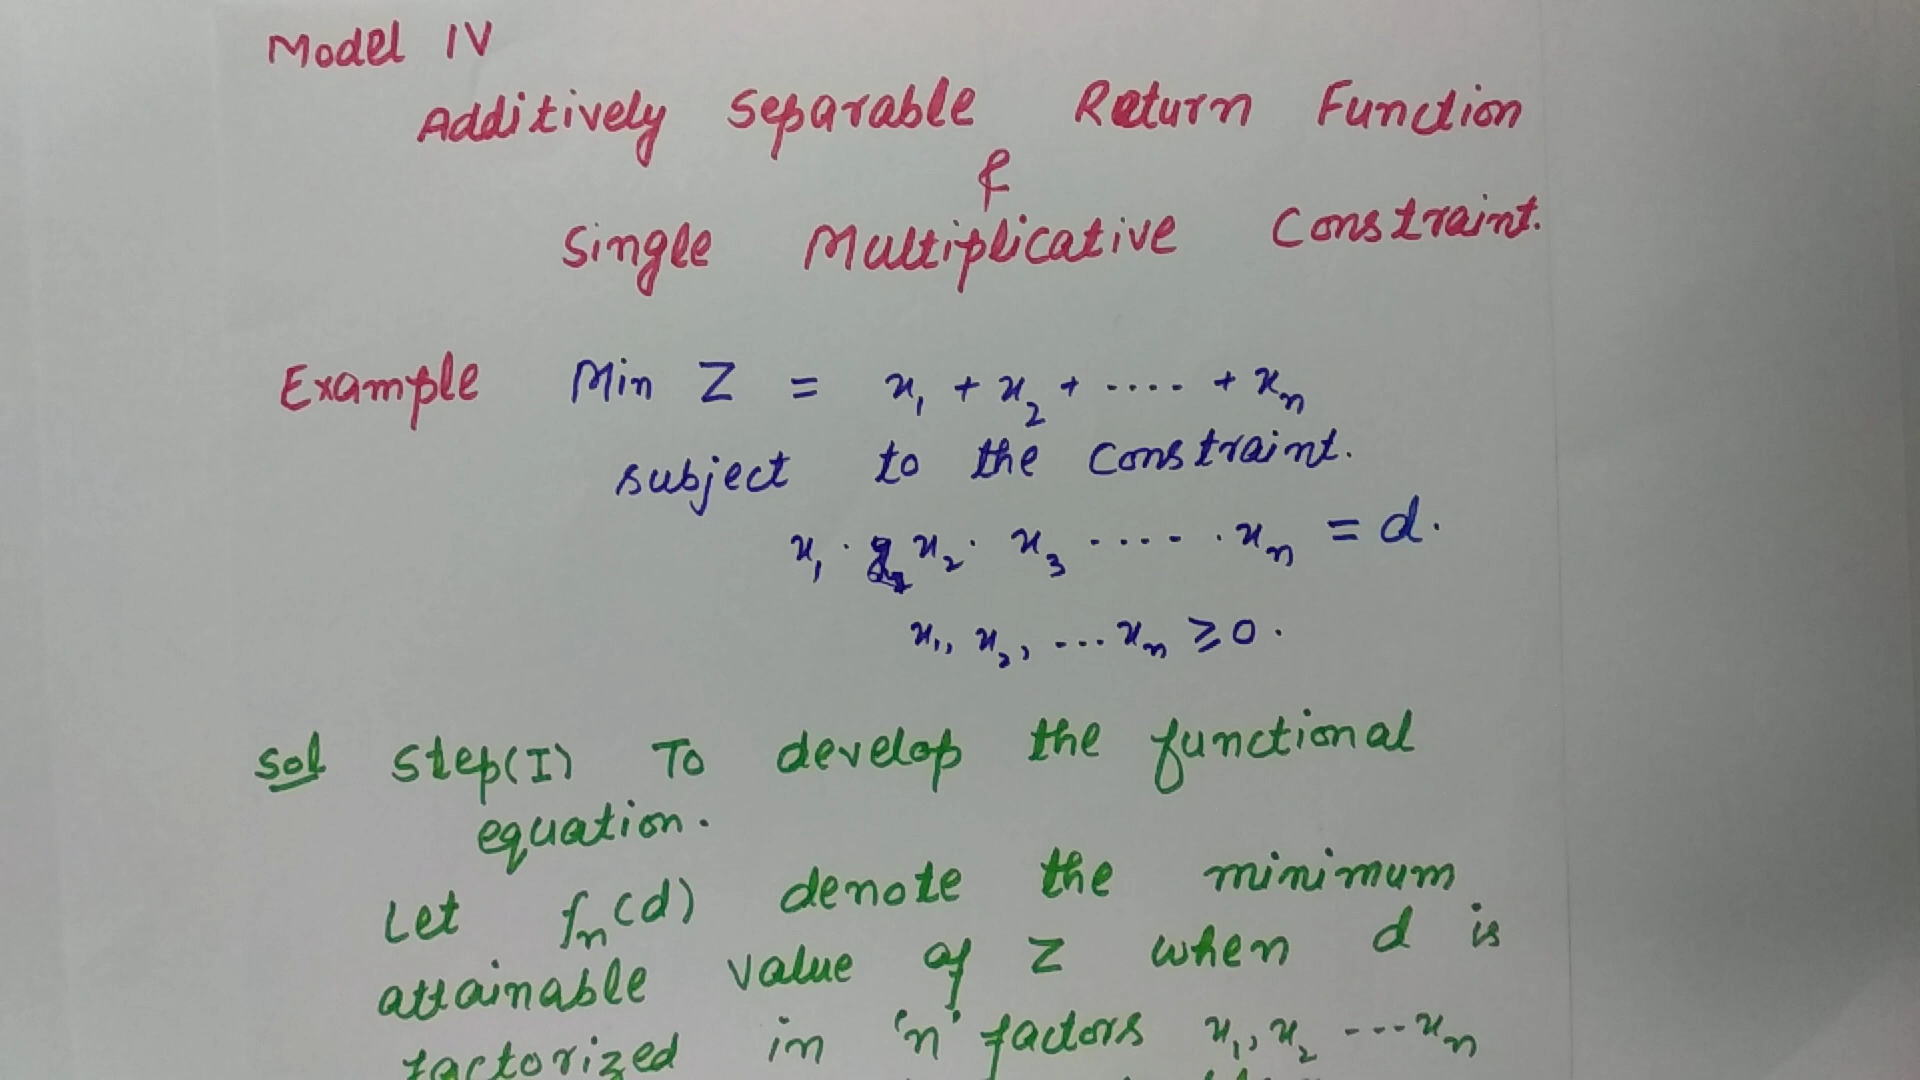 Model IV
Additively Separable Return Function
&
Single Multiplicative Constraint.
Example Min Z = x₁ + x₂ + .... + xₙ
subject to the constraint.
x₁ . x₂ . x₃ ..... . xₙ = d.
x₁, x₂, ... xₙ ≥ 0.
Sol Step(I) To develop the functional
equation.
Let fₙ(d) denote the minimum
attainable value of Z when d is
factorized in 'n' factors x₁, x₂ ---xₙ